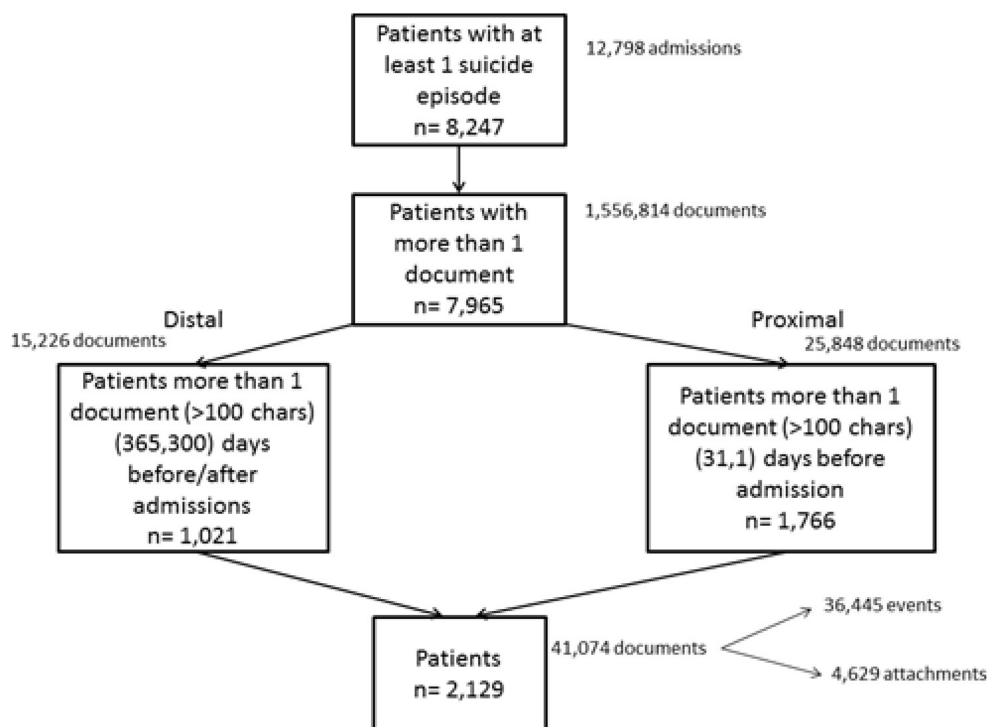 Patients with at
least 1 suicide
episode
n= 8,247
12,798 admissions
Patients with
more than 1
document
n= 7,965
1,556,814 documents
Distal
15,226 documents
Patients more than 1
document (>100 chars)
(365,300) days
before/after
admissions
n= 1,021
Proximal
25,848 documents
Patients more than 1
document (>100 chars)
(31,1) days before
admission
n= 1,766
Patients
n= 2,129
41,074 documents
36,445 events
4,629 attachments